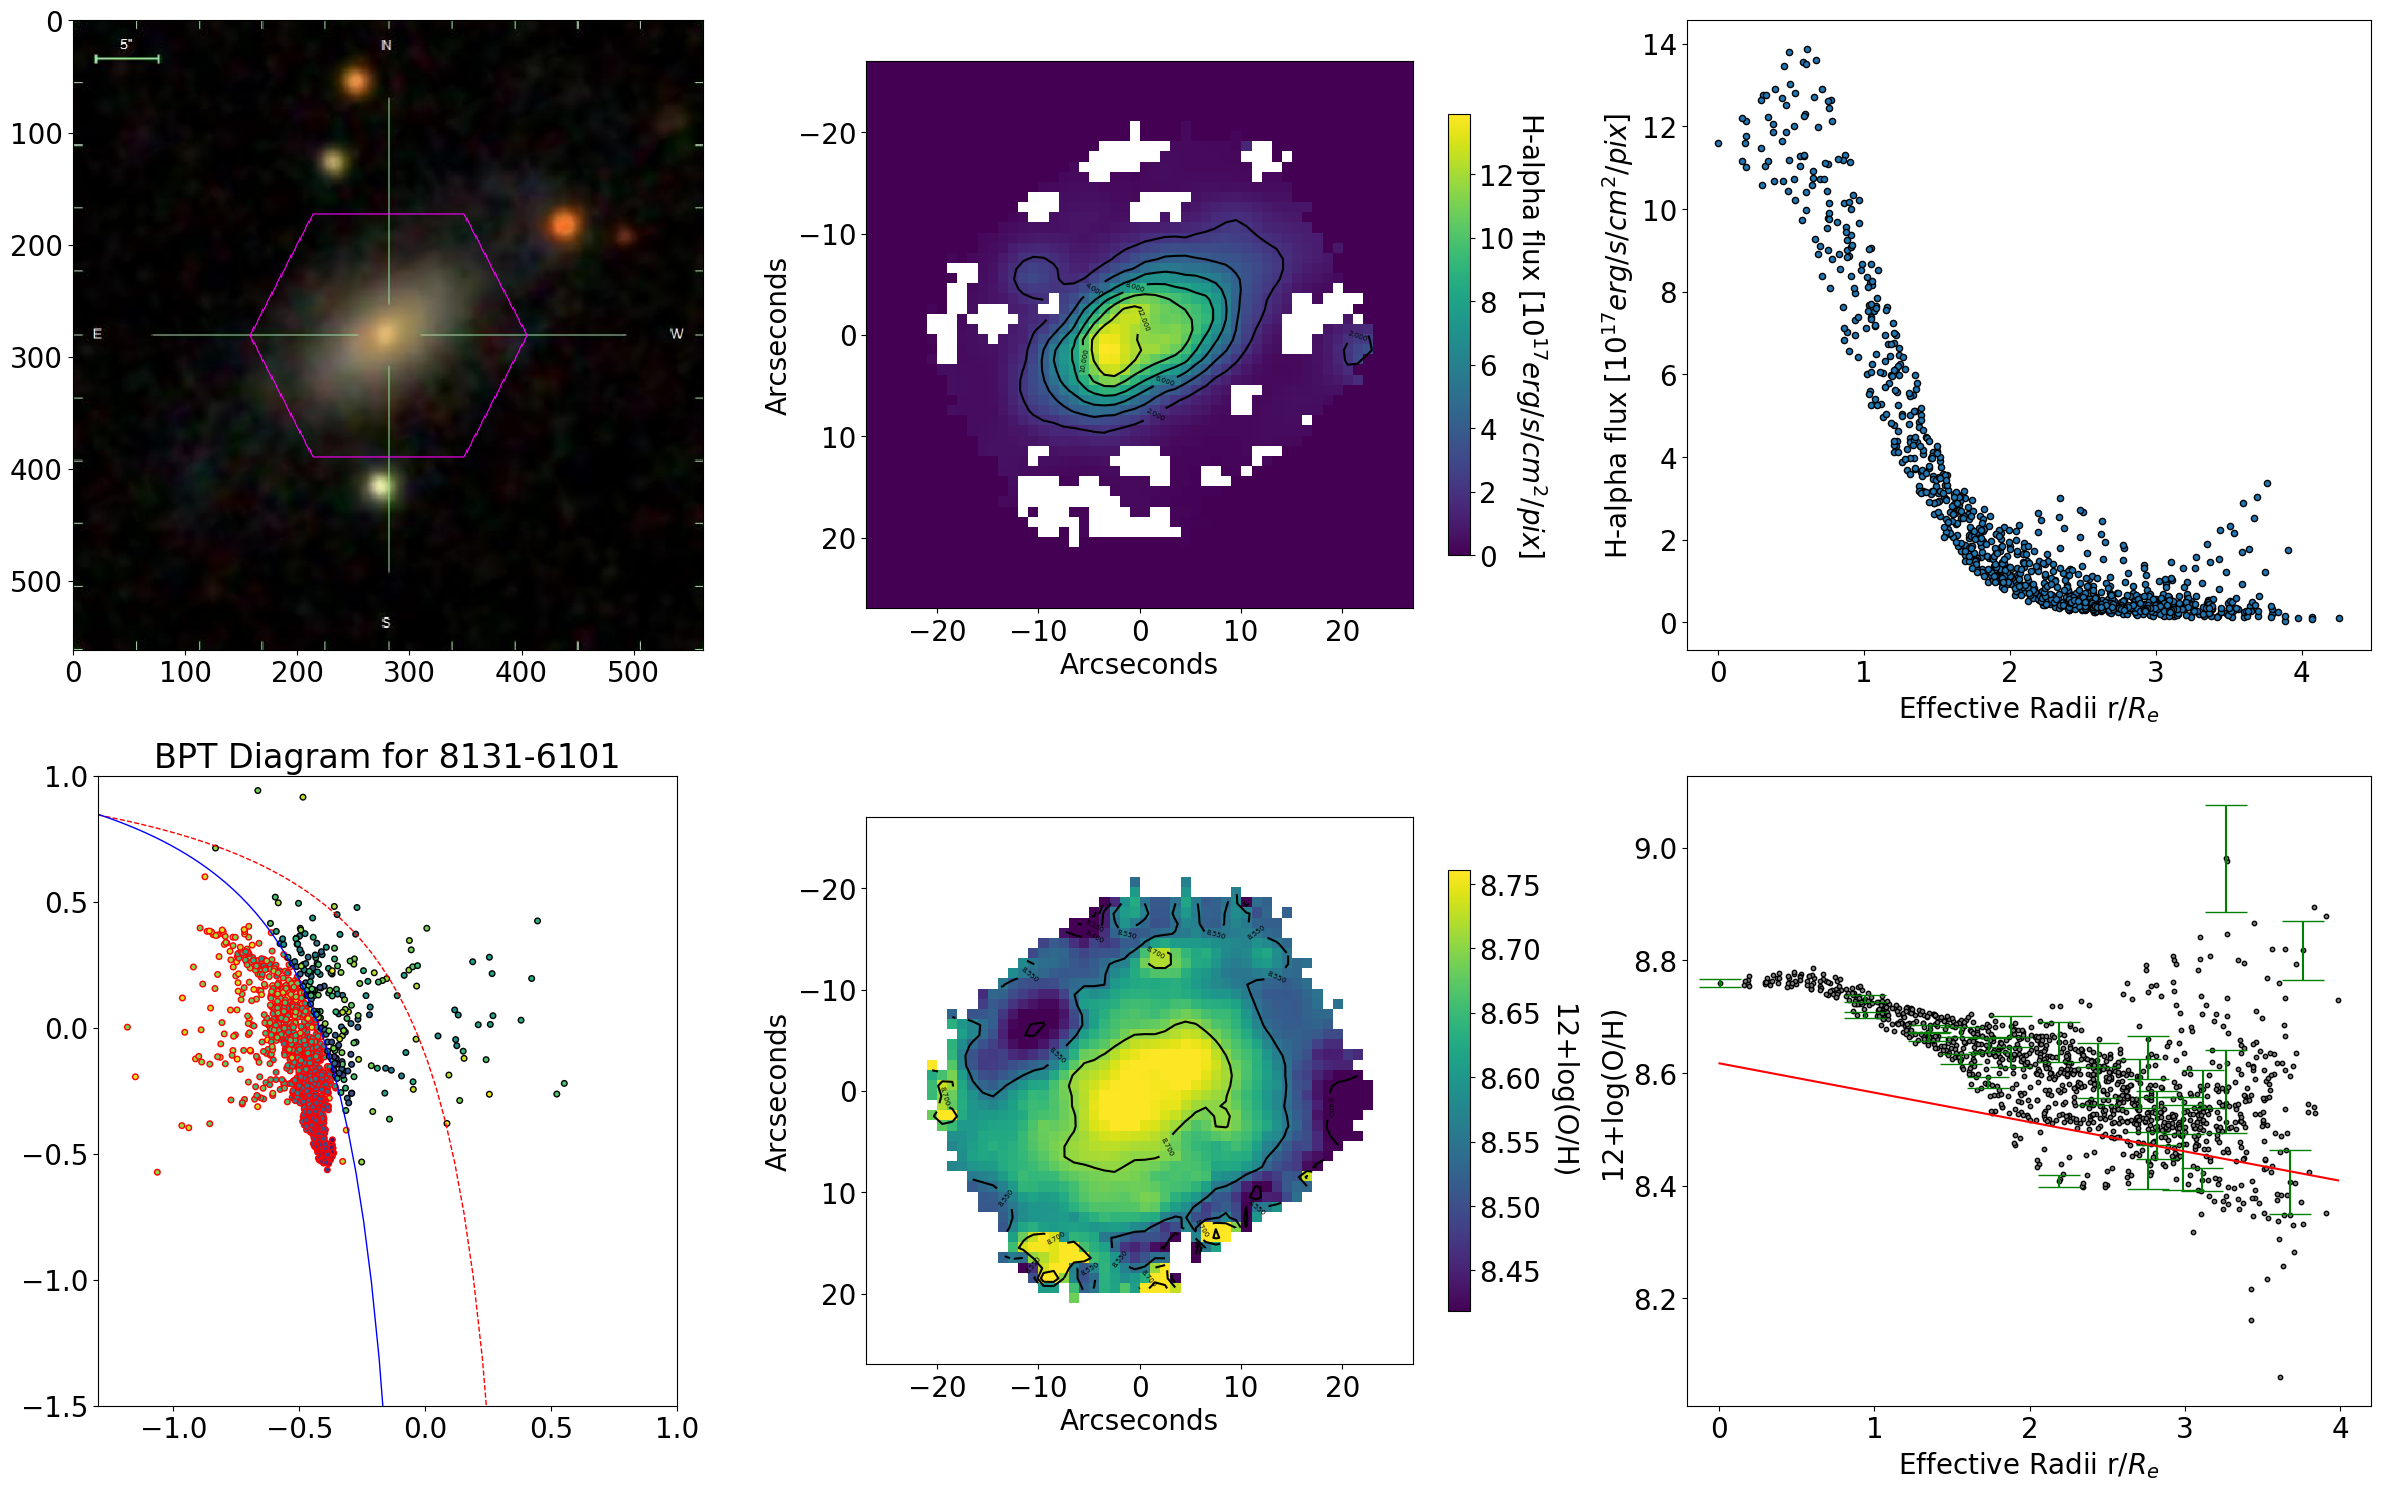 5"
N
E
W
S
0
100
200
300
400
500
0 100 200 300 400 500
−20
−10
0
10
20
−20 −10 0 10 20
Arcseconds
Arcseconds
12
10
8
6
4
2
0
H-alpha flux [10^17 erg/s/cm^2/pix]
14
12
10
8
6
4
2
0
0 1 2 3 4
H-alpha flux [10^17 erg/s/cm^2/pix]
Effective Radii r/R_e
BPT Diagram for 8131-6101
1.0
0.5
0.0
−0.5
−1.0
−1.5
−1.0 −0.5 0.0 0.5 1.0
−20
−10
0
10
20
−20 −10 0 10 20
Arcseconds
Arcseconds
8.75
8.70
8.65
8.60
8.55
8.50
8.45
12+log(O/H)
9.0
8.8
8.6
8.4
8.2
0 1 2 3 4
12+log(O/H)
Effective Radii r/R_e